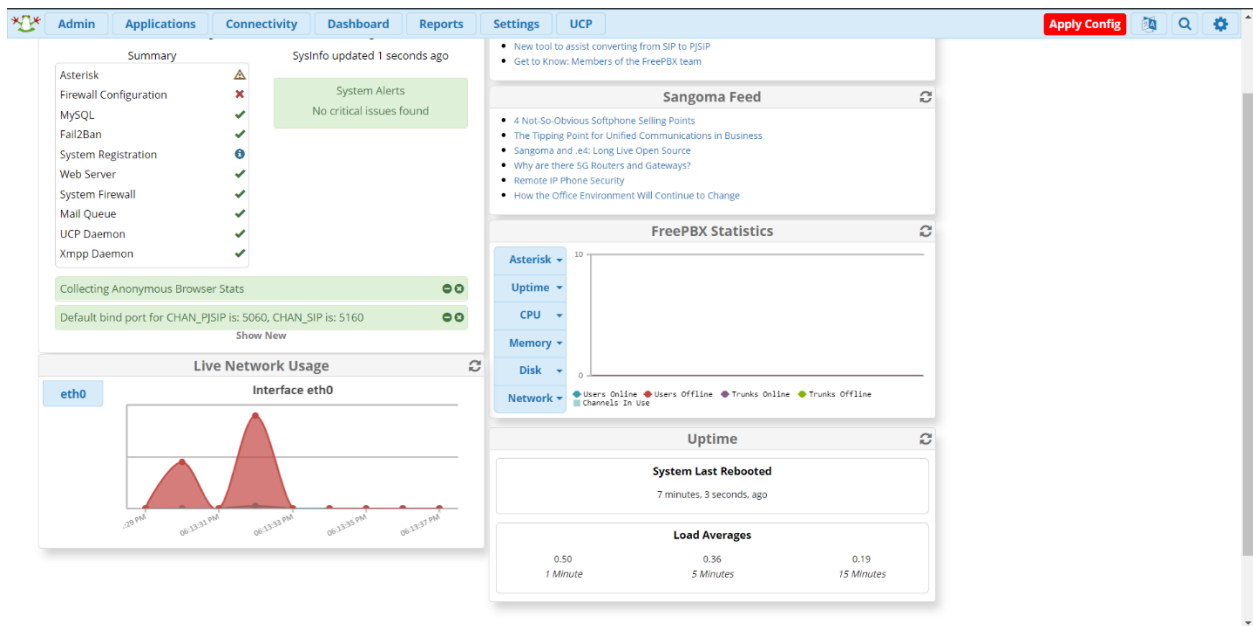 Admin Applications Connectivity Dashboard Reports Settings UCP Apply Config
Summary
SysInfo updated 1 seconds ago
Asterisk
Firewall Configuration
MySQL
Fail2Ban
System Registration
Web Server
System Firewall
Mail Queue
UCP Daemon
Xmpp Daemon
System Alerts
No critical issues found
Collecting Anonymous Browser Stats
Default bind port for CHAN_PJSIP is: 5060, CHAN_SIP is: 5160
Show New
Live Network Usage
eth0
Interface eth0
:29 PM 06:13:31 PM 06:13:33 PM 06:13:35 PM 06:13:37 PM
New tool to assist converting from SIP to PJSIP
Get to Know: Members of the FreePBX team
Sangoma Feed
4 Not-So-Obvious Softphone Selling Points
The Tipping Point for Unified Communications in Business
Sangoma and .e4: Long Live Open Source
Why are there 5G Routers and Gateways?
Remote IP Phone Security
How the Office Environment Will Continue to Change
FreePBX Statistics
Asterisk
Uptime
CPU
Memory
Disk
Network
10
0
Users Online Users Offline Trunks Online Trunks Offline
Channels In Use
Uptime
System Last Rebooted
7 minutes, 3 seconds, ago
Load Averages
0.50 0.36 0.19
1 Minute 5 Minutes 15 Minutes